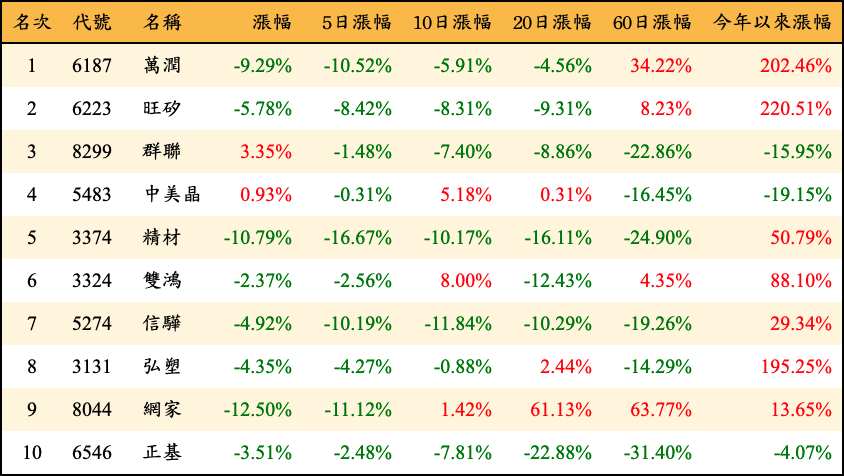 名次 代號 名稱 漲幅 5日漲幅 10日漲幅 20日漲幅 60日漲幅 今年以來漲幅
1 6187 萬潤 -9.29% -10.52% -5.91% -4.56% 34.22% 202.46%
2 6223 旺矽 -5.78% -8.42% -8.31% -9.31% 8.23% 220.51%
3 8299 群聯 3.35% -1.48% -7.40% -8.86% -22.86% -15.95%
4 5483 中美晶 0.93% -0.31% 5.18% 0.31% -16.45% -19.15%
5 3374 精材 -10.79% -16.67% -10.17% -16.11% -24.90% 50.79%
6 3324 雙鴻 -2.37% -2.56% 8.00% -12.43% 4.35% 88.10%
7 5274 信驊 -4.92% -10.19% -11.84% -10.29% -19.26% 29.34%
8 3131 弘塑 -4.35% -4.27% -0.88% 2.44% -14.29% 195.25%
9 8044 網家 -12.50% -11.12% 1.42% 61.13% 63.77% 13.65%
10 6546 正基 -3.51% -2.48% -7.81% -22.88% -31.40% -4.07%